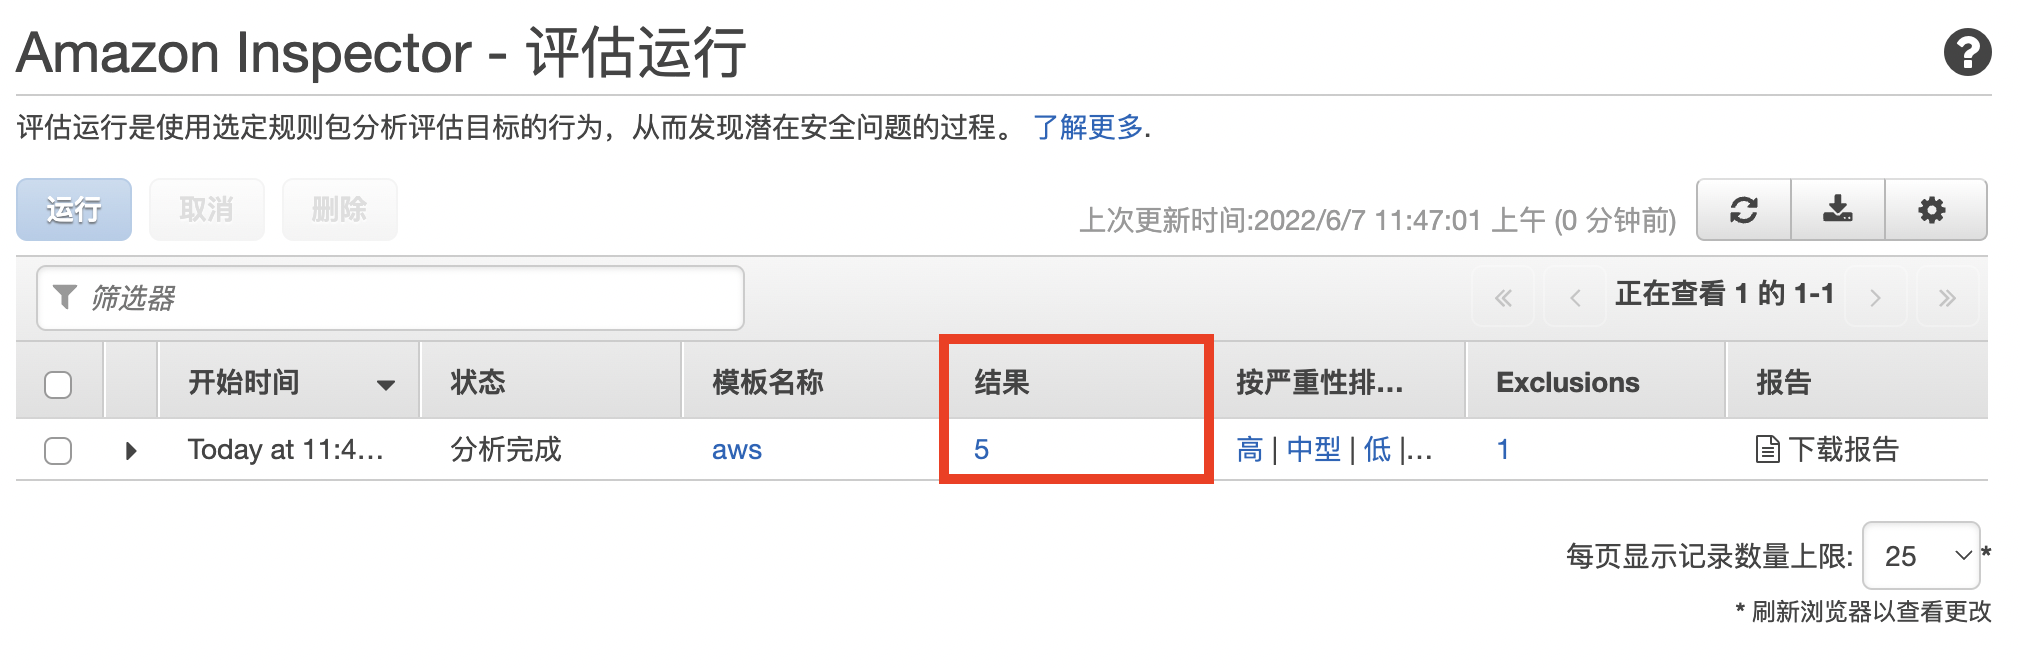 Amazon Inspector - 评估运行
评估运行是使用选定规则包分析评估目标的行为，从而发现潜在安全问题的过程。 了解更多.
运行 取消 删除 上次更新时间:2022/6/7 11:47:01 上午 (0 分钟前)
筛选器 « ‹ 正在查看 1 的 1-1 › »
开始时间 状态 模板名称 结果 按严重性排... Exclusions 报告
Today at 11:4... 分析完成 aws 5 高 | 中型 | 低 |... 1 下载报告
每页显示记录数量上限: 25 *
* 刷新浏览器以查看更改